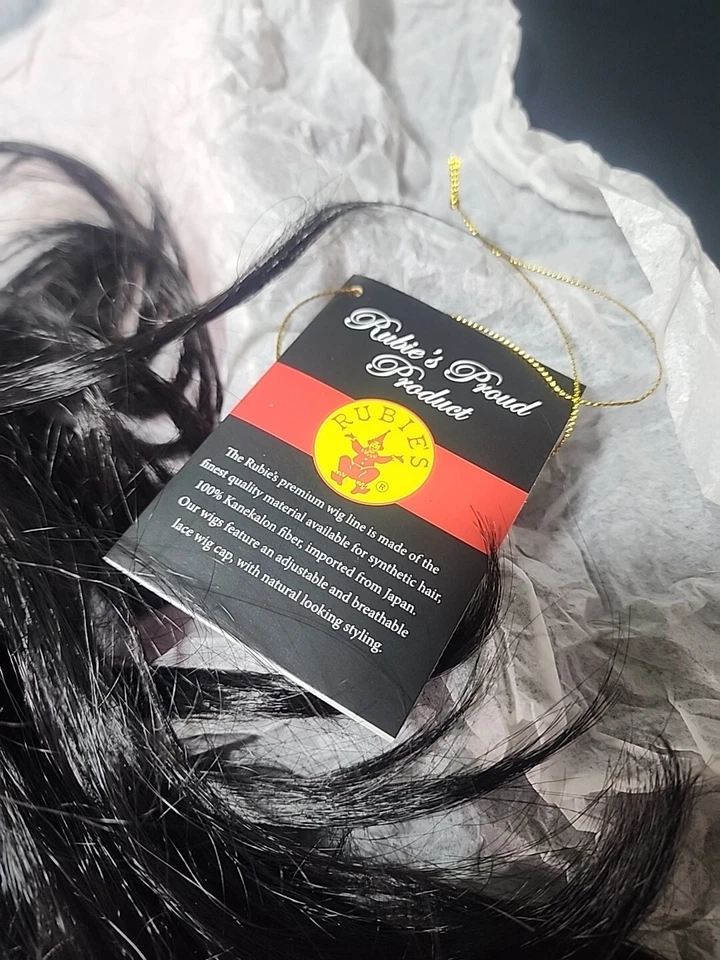 Rubie's Proud
Product
RUBIE'S
®
The Rubie's premium wig line is made of the
finest quality material available for synthetic hair,
100% Kanekalon fiber, imported from Japan.
Our wigs feature an adjustable and breathable
lace wig cap, with natural looking styling.